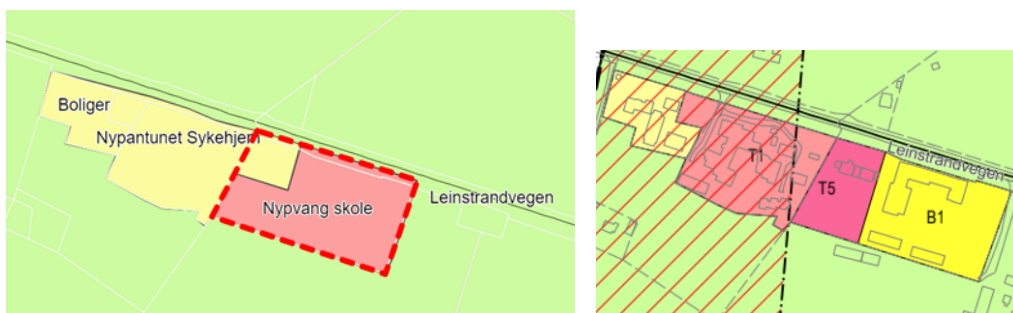 Boliger
Nypantunet Sykehjem
Nypvang skole
Leinstrandvegen
Leinstrandvegen
T1
T5
B1